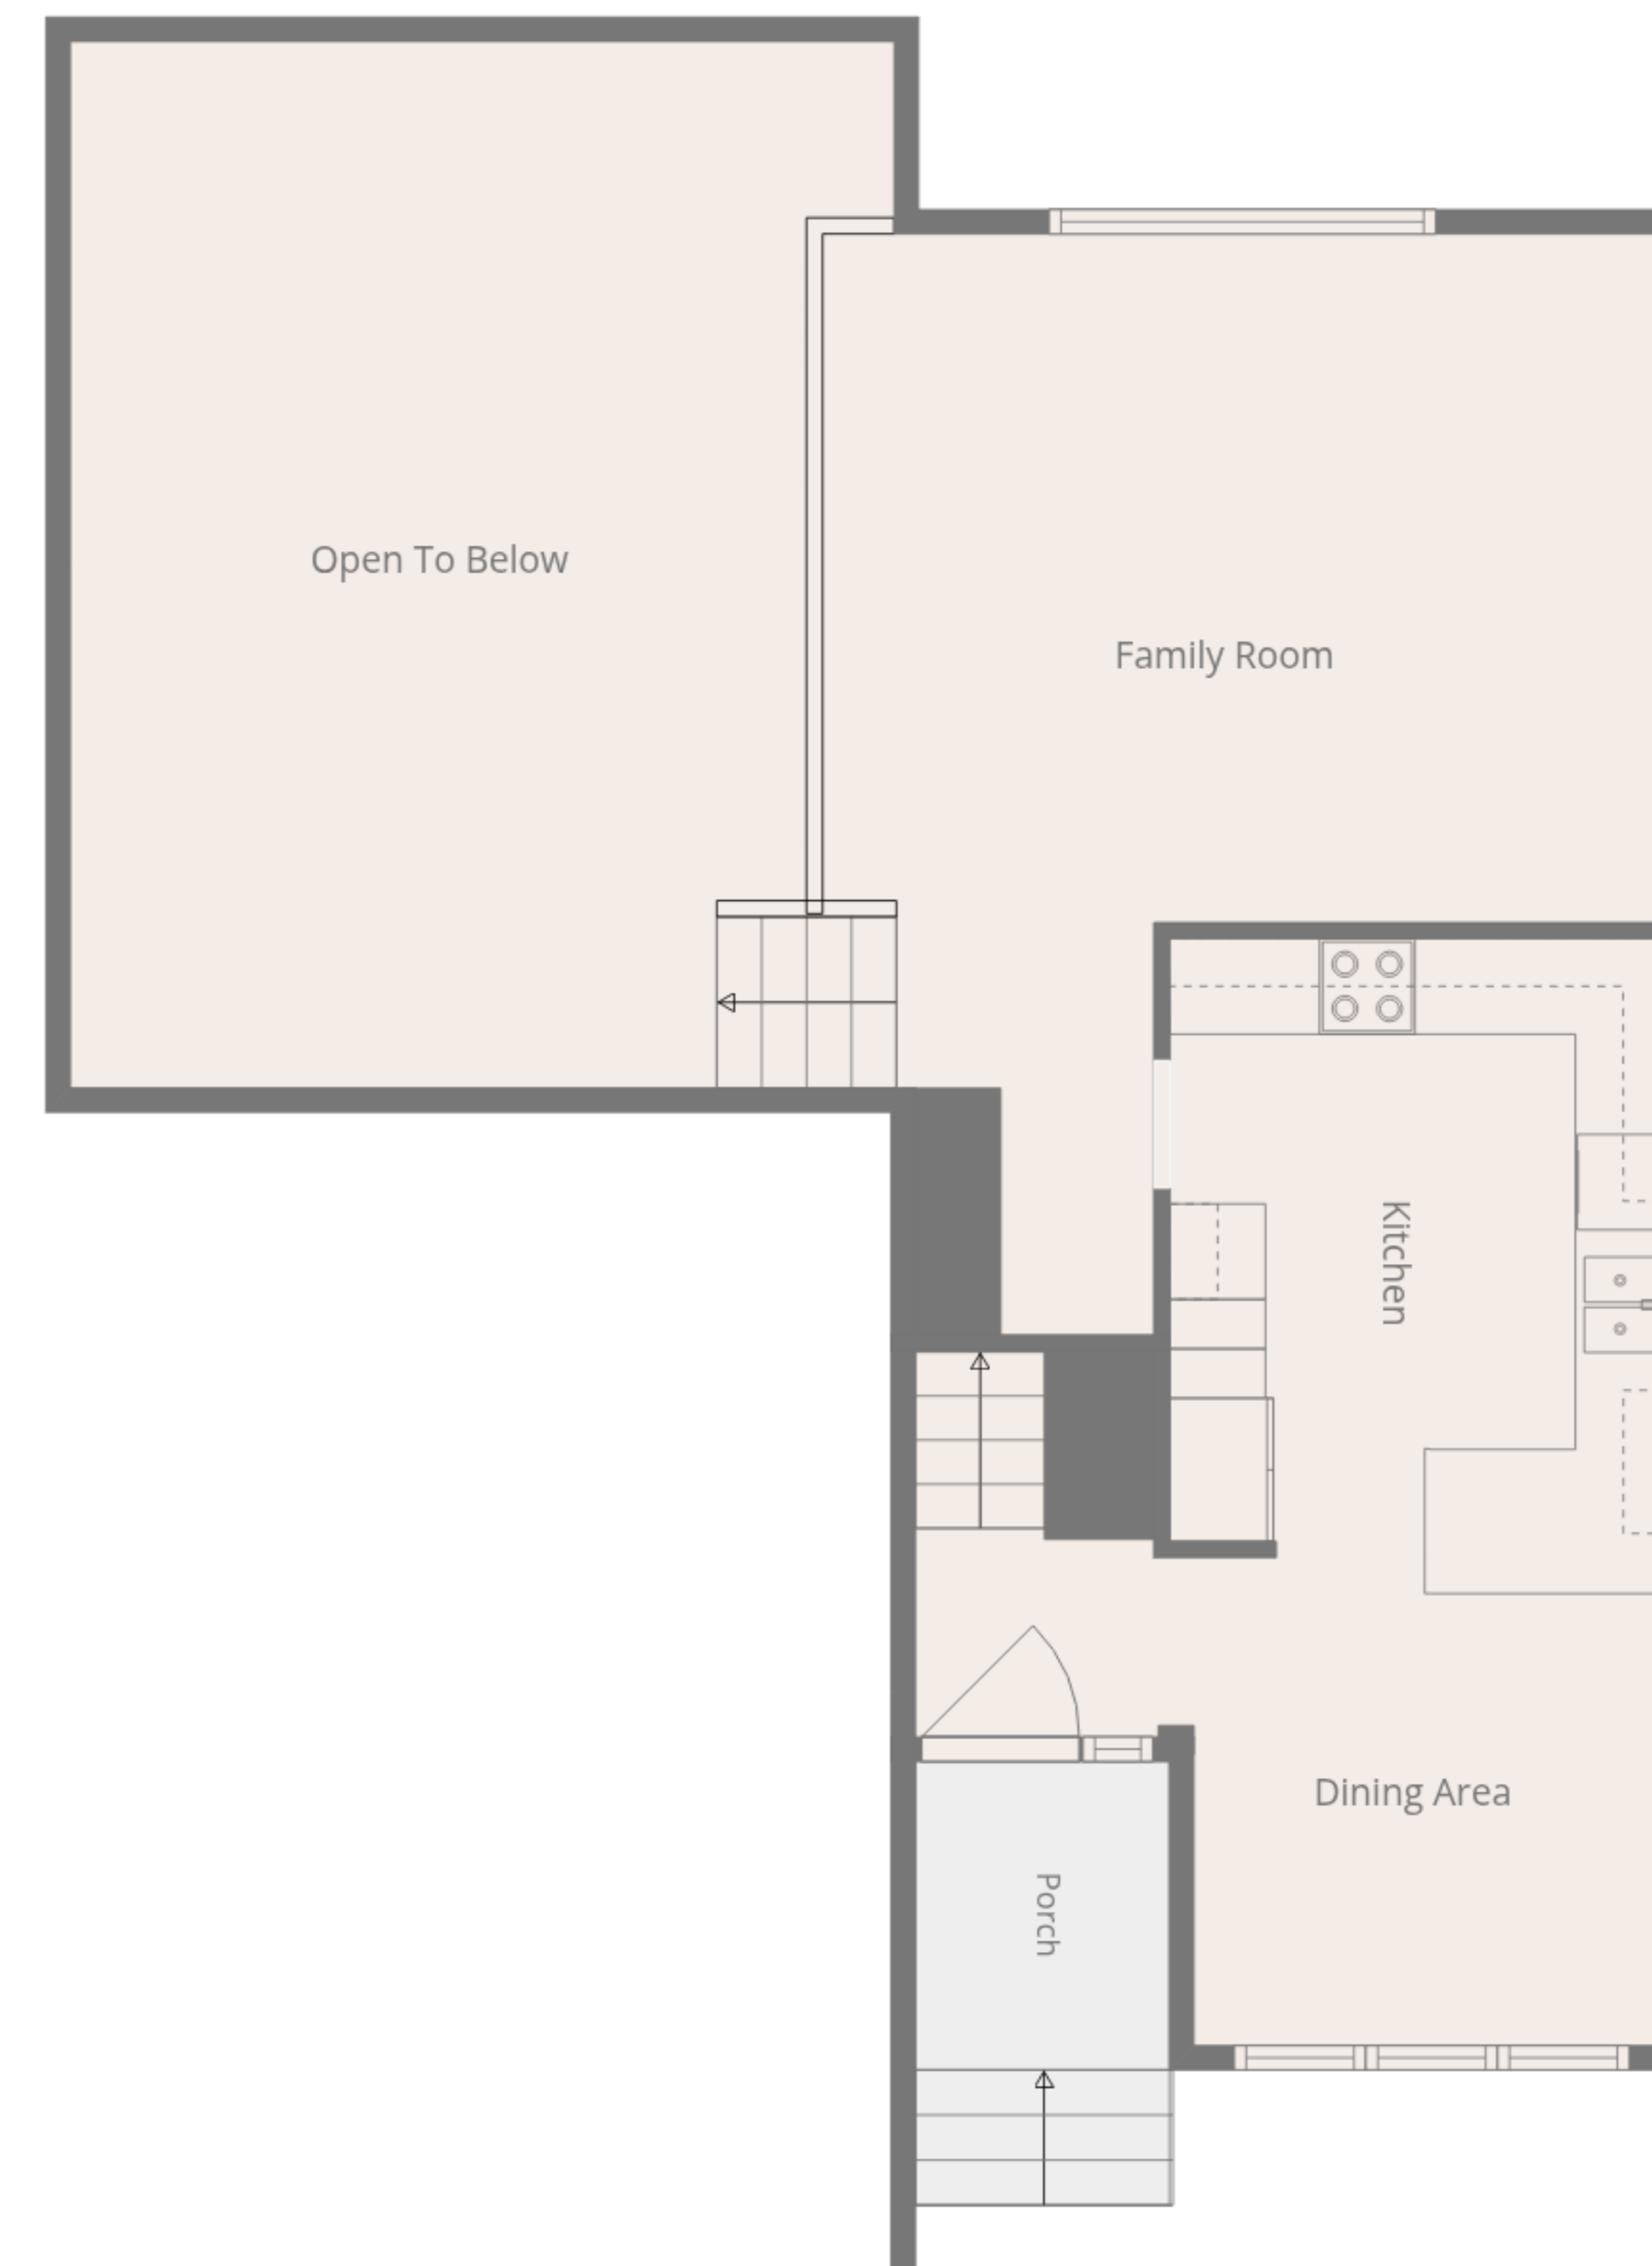 Open To Below
Family Room
Kitchen
Dining Area
Porch